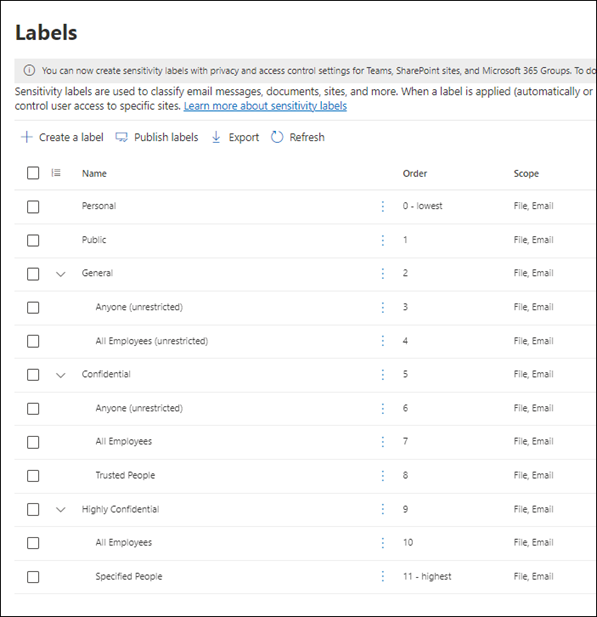 Labels
You can now create sensitivity labels with privacy and access control settings for Teams, SharePoint sites, and Microsoft 365 Groups. To do
Sensitivity labels are used to classify email messages, documents, sites, and more. When a label is applied (automatically or
control user access to specific sites. Learn more about sensitivity labels
Create a label Publish labels Export Refresh
Name Order Scope
Personal 0 - lowest File, Email
Public 1 File, Email
General 2 File, Email
Anyone (unrestricted) 3 File, Email
All Employees (unrestricted) 4 File, Email
Confidential 5 File, Email
Anyone (unrestricted) 6 File, Email
All Employees 7 File, Email
Trusted People 8 File, Email
Highly Confidential 9 File, Email
All Employees 10 File, Email
Specified People 11 - highest File, Email